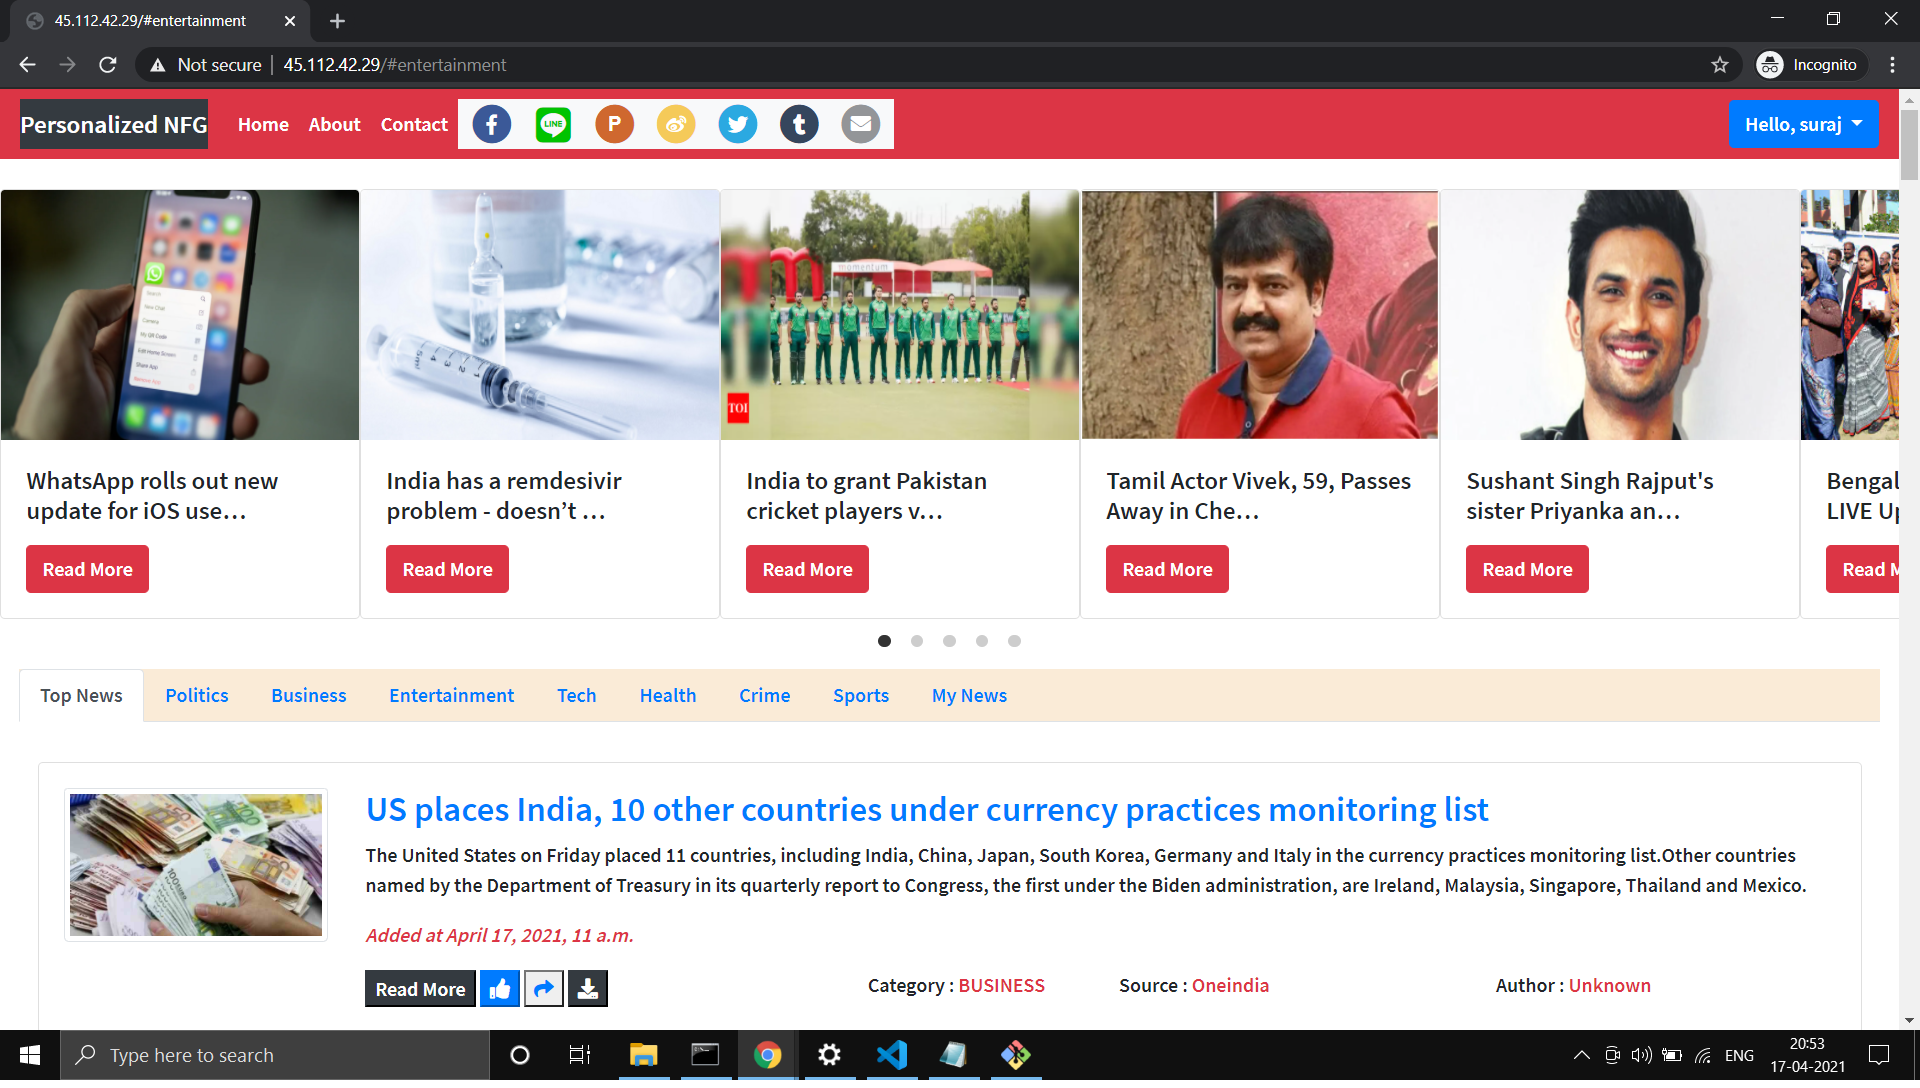 45.112.42.29/#entertainment
Not secure
45.112.42.29/#entertainment
Incognito
Personalized NFG
Home
About
Contact
LINE
P
Hello, suraj
momentum
TOI
WhatsApp rolls out new
update for iOS use...
Read More
India has a remdesivir
problem - doesn’t ...
Read More
India to grant Pakistan
cricket players v...
Read More
Tamil Actor Vivek, 59, Passes
Away in Che...
Read More
Sushant Singh Rajput's
sister Priyanka an...
Read More
Bengal
LIVE Up
Read M
Top News
Politics
Business
Entertainment
Tech
Health
Crime
Sports
My News
US places India, 10 other countries under currency practices monitoring list
The United States on Friday placed 11 countries, including India, China, Japan, South Korea, Germany and Italy in the currency practices monitoring list.Other countries
named by the Department of Treasury in its quarterly report to Congress, the first under the Biden administration, are Ireland, Malaysia, Singapore, Thailand and Mexico.
Added at April 17, 2021, 11 a.m.
Read More
Category : BUSINESS
Source : Oneindia
Author : Unknown
Type here to search
ENG
20:53
17-04-2021